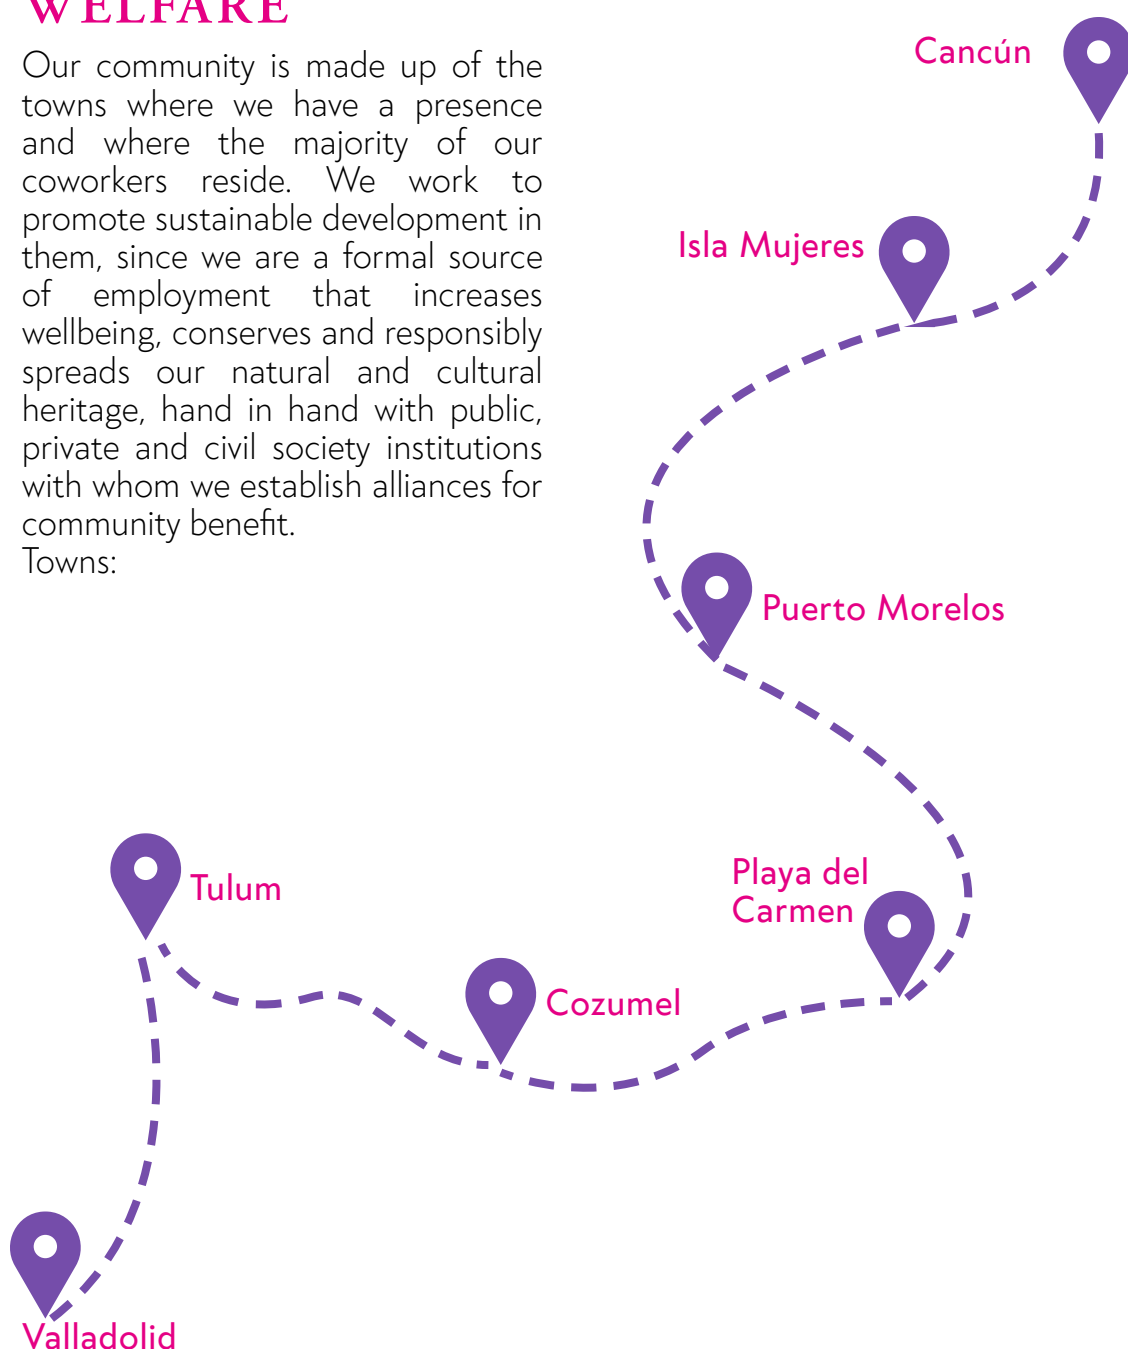 WELFARE
Our community is made up of the
towns where we have a presence
and where the majority of our
coworkers reside. We work to
promote sustainable development in
them, since we are a formal source
of employment that increases
wellbeing, conserves and responsibly
spreads our natural and cultural
heritage, hand in hand with public,
private and civil society institutions
with whom we establish alliances for
community benefit.
Towns:
Cancún
Isla Mujeres
Puerto Morelos
Playa del
Carmen
Cozumel
Tulum
Valladolid